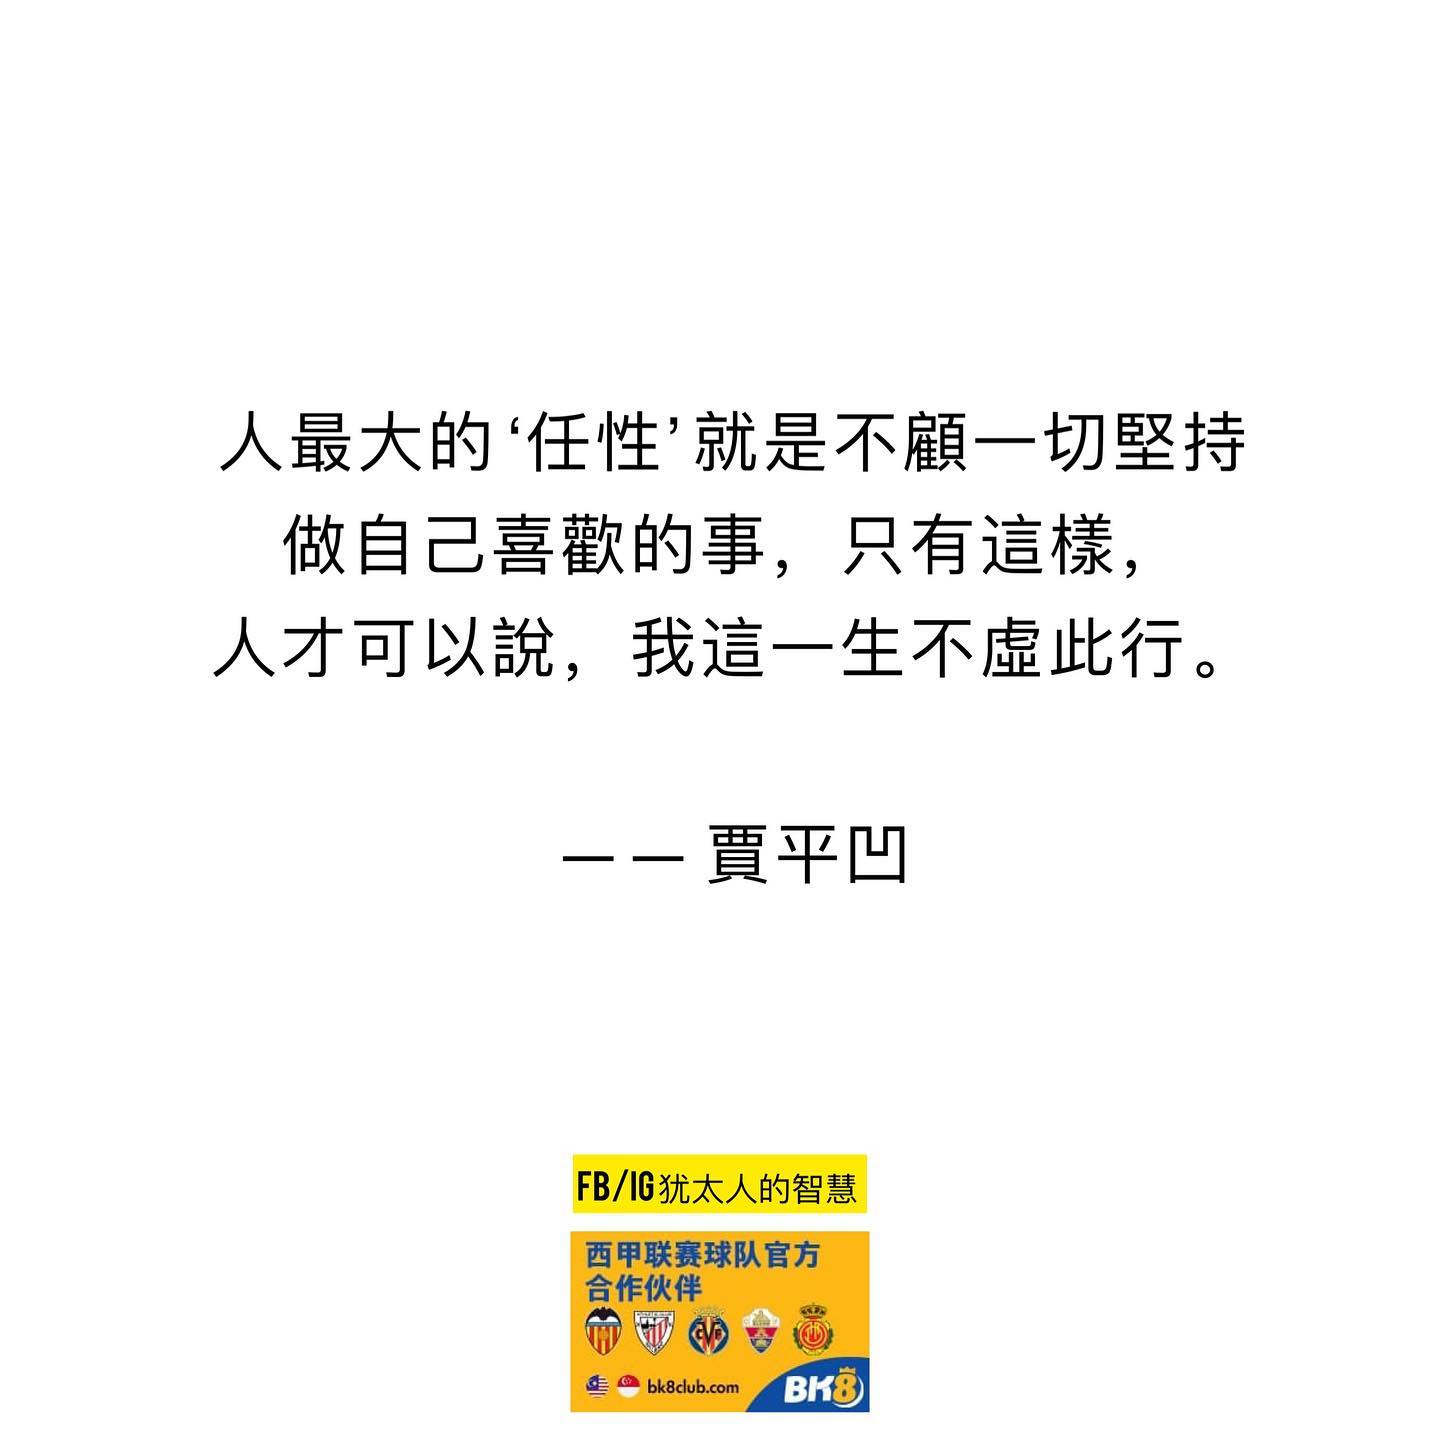 人最大的‘任性’就是不顧一切堅持
做自己喜歡的事，只有這樣，
人才可以說，我這一生不虛此行。
—— 賈平凹
FB/IG犹太人的智慧
西甲联赛球队官方
合作伙伴
bk8club.com
BK8